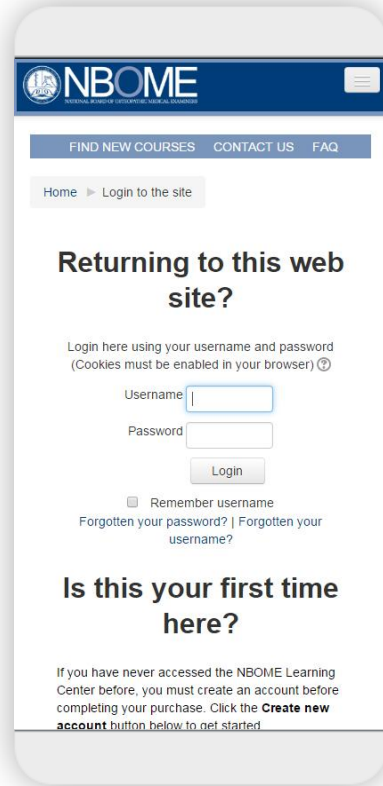 NBOME
NATIONAL BOARD OF OSTEOPATHIC MEDICAL EXAMINERS
FIND NEW COURSES CONTACT US FAQ
Home ► Login to the site
Returning to this web
site?
Login here using your username and password
(Cookies must be enabled in your browser) ?
Username
Password
Login
Remember username
Forgotten your password? | Forgotten your
username?
Is this your first time
here?
If you have never accessed the NBOME Learning
Center before, you must create an account before
completing your purchase. Click the Create new
account button below to get started